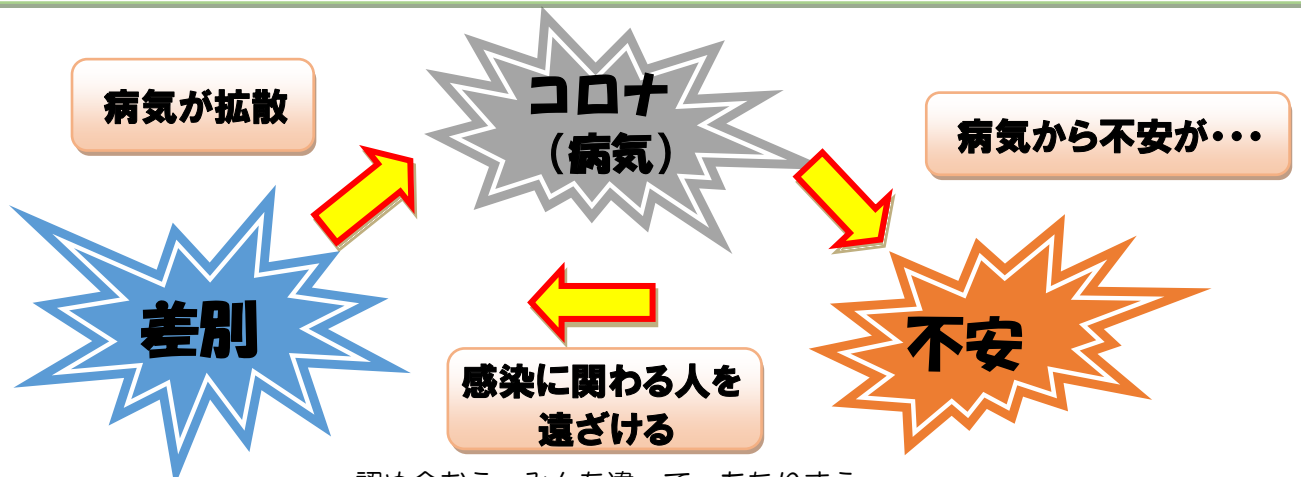 コロナ
（病気）
病気が拡散
病気から不安が・・・
差別
不安
感染に関わる人を
遠ざける